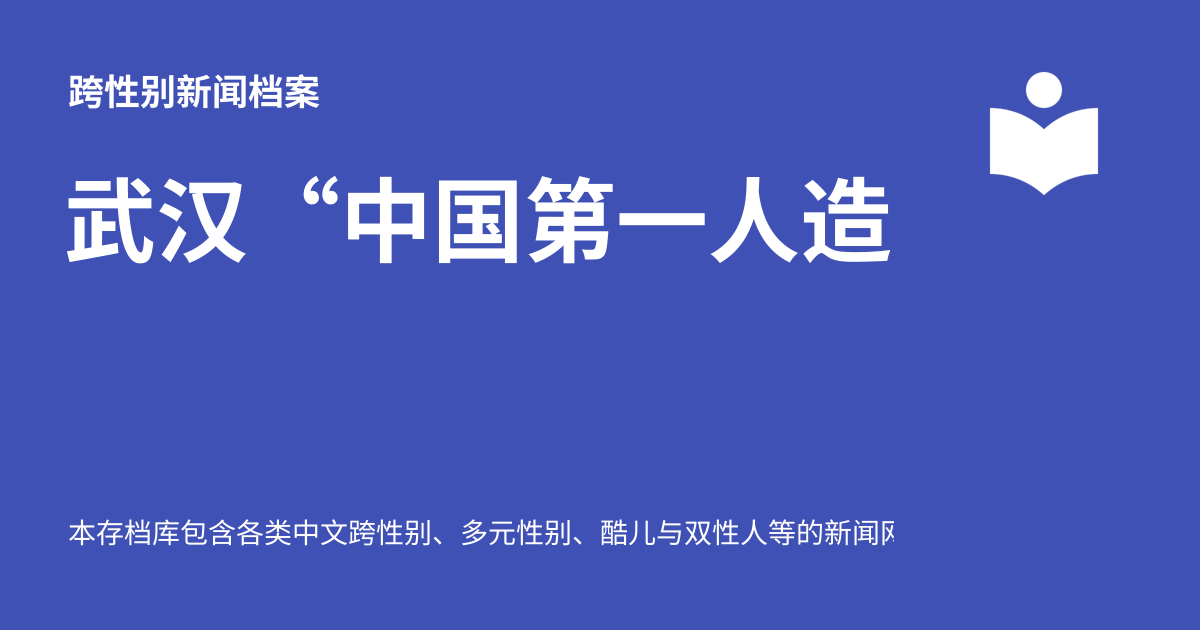 跨性别新闻档案
武汉“中国第一人造
本存档库包含各类中文跨性别、多元性别、酷儿与双性人等的新闻网